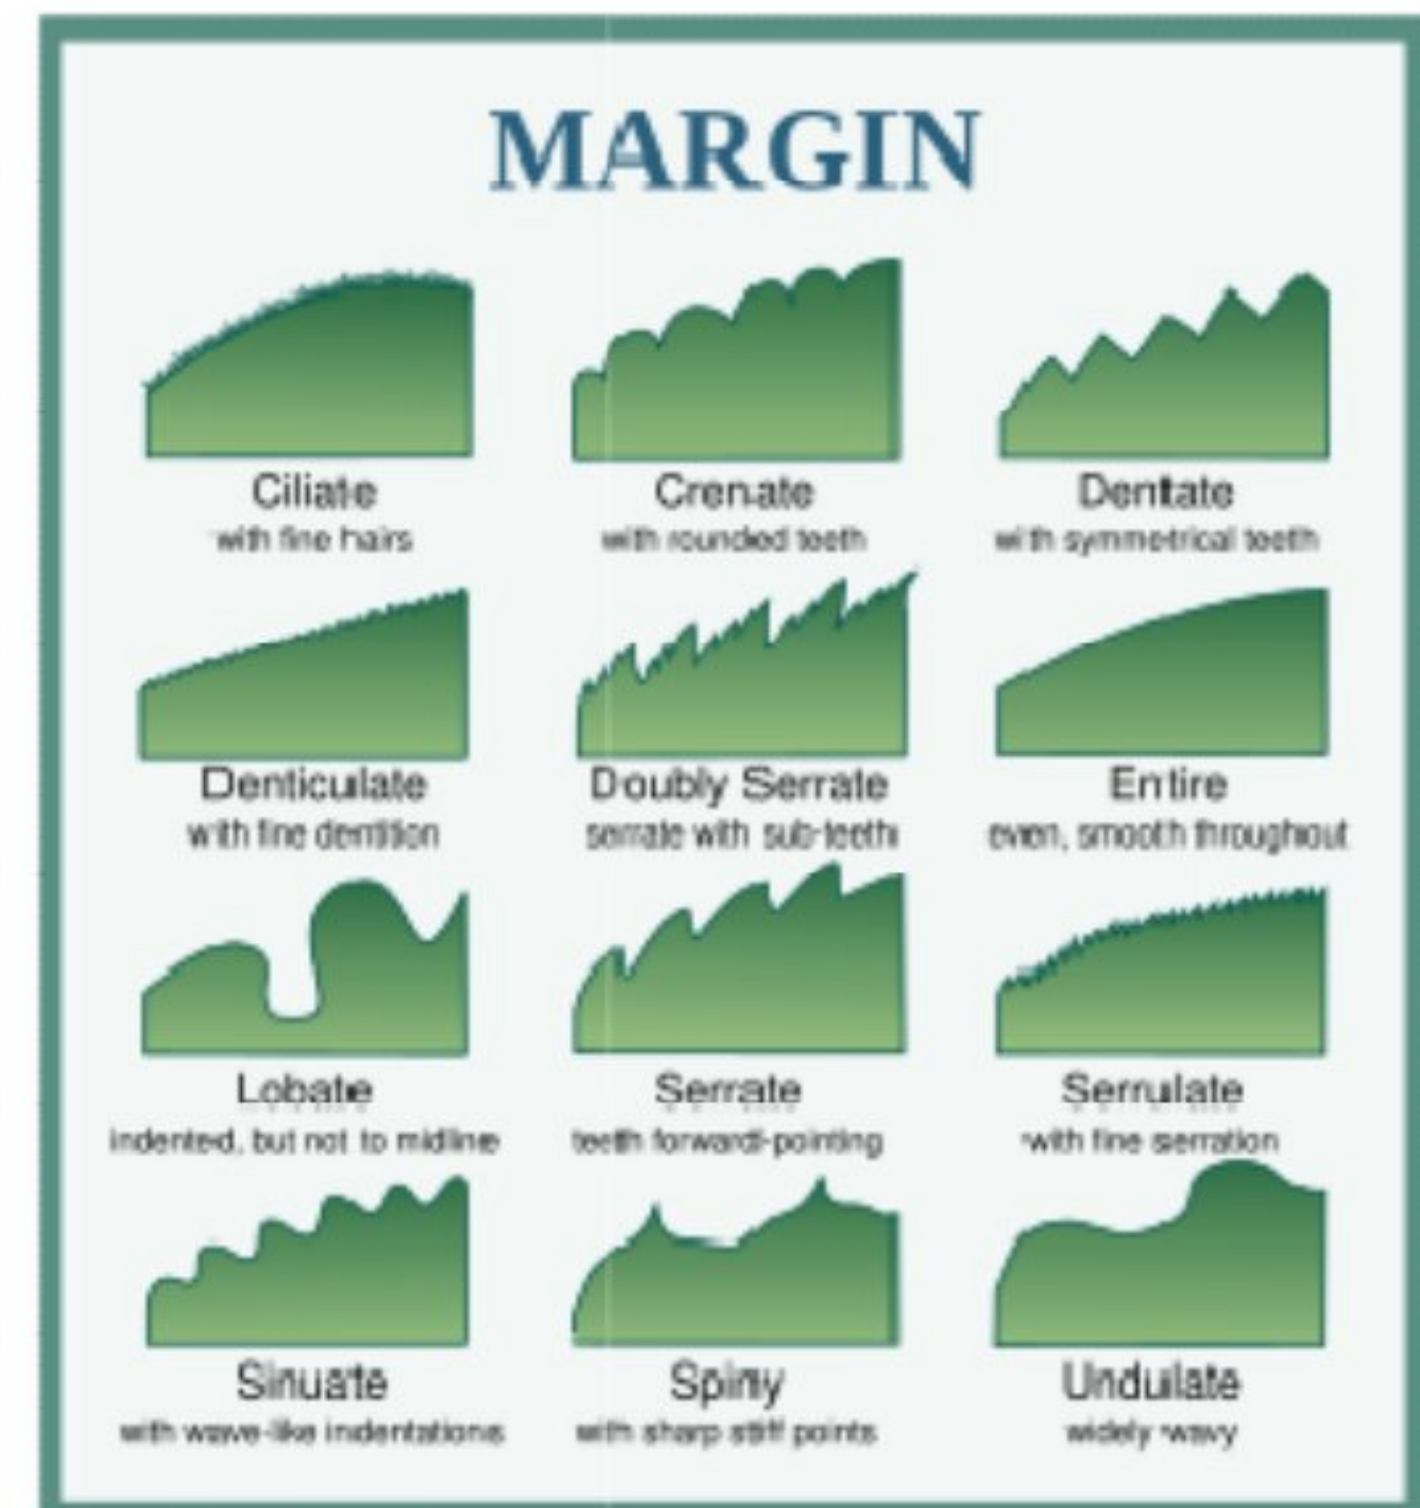 MARGIN
Ciliate
with fine hairs
Crenate
with rounded teeth
Dentate
with symmetrical teeth
Denticulate
with fine dentition
Doubly Serrate
serrate with sub-teeth
Entire
even, smooth throughout
Lobate
indented, but not to midline
Serrate
teeth forward-pointing
Serrulate
with fine serration
Sinuate
with wave-like indentations
Spiny
with sharp stiff points
Undulate
widely wavy